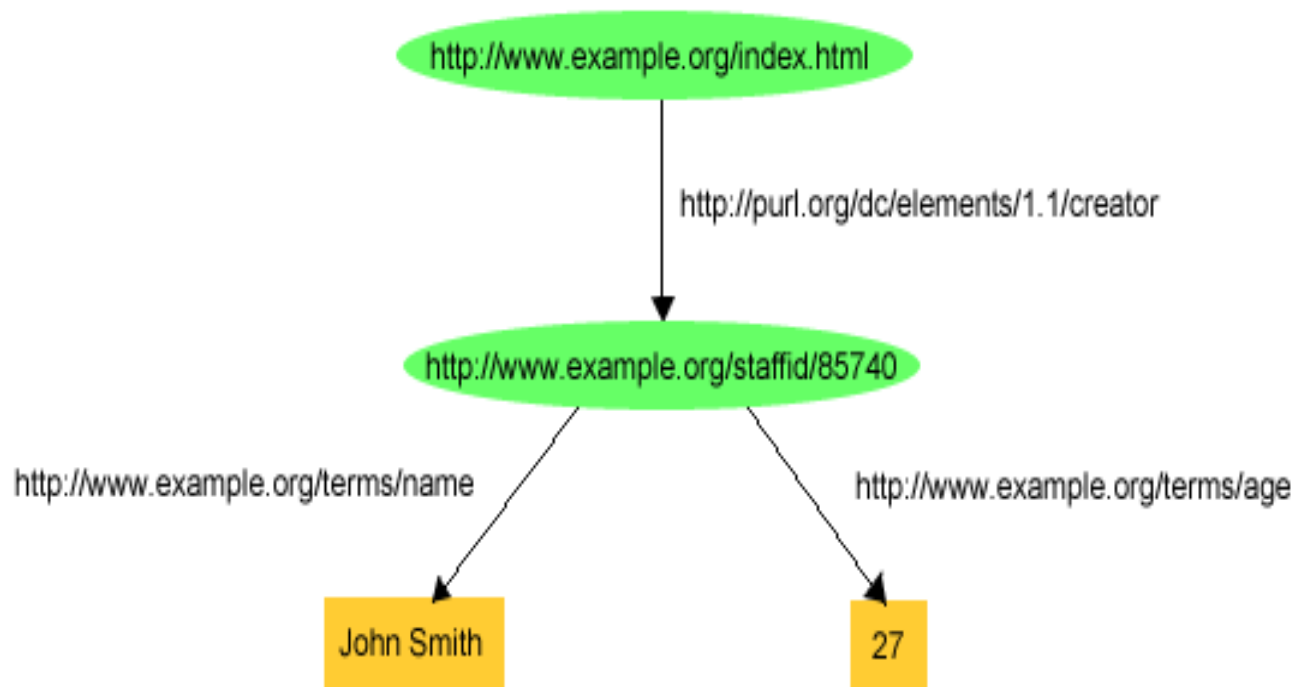 http://www.example.org/index.html
http://purl.org/dc/elements/1.1/creator
http://www.example.org/staffid/85740
http://www.example.org/terms/name
http://www.example.org/terms/age
John Smith
27